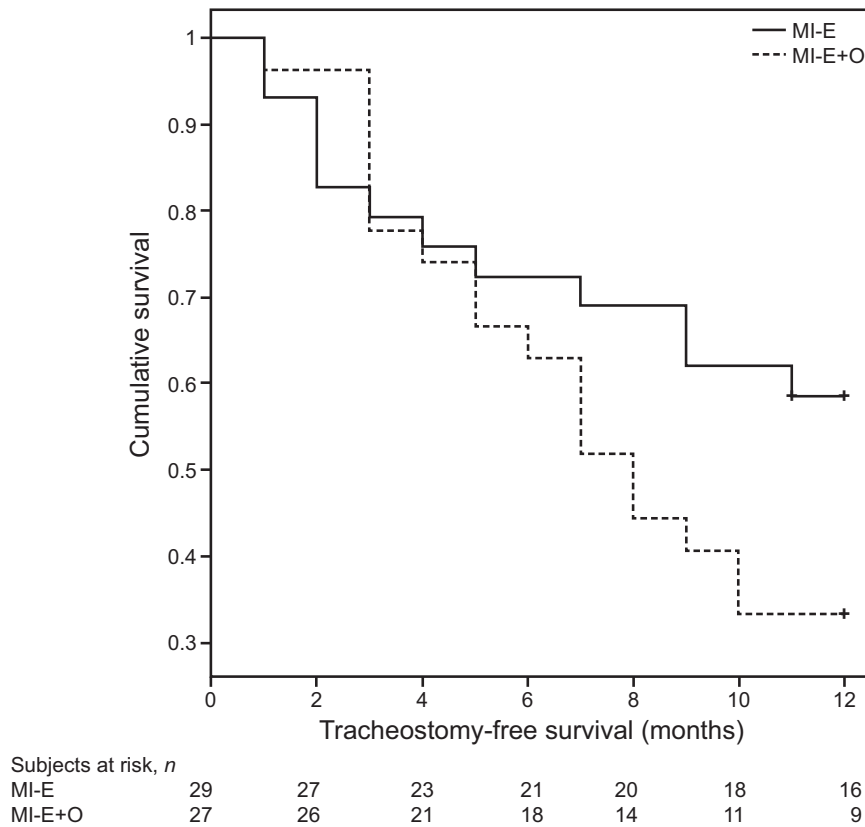 MI-E
MI-E+O
1
0.9
0.8
0.7
0.6
0.5
0.4
0.3
Cumulative survival
0 2 4 6 8 10 12
Tracheostomy-free survival (months)
Subjects at risk, n
MI-E 29 27 23 21 20 18 16
MI-E+O 27 26 21 18 14 11 9